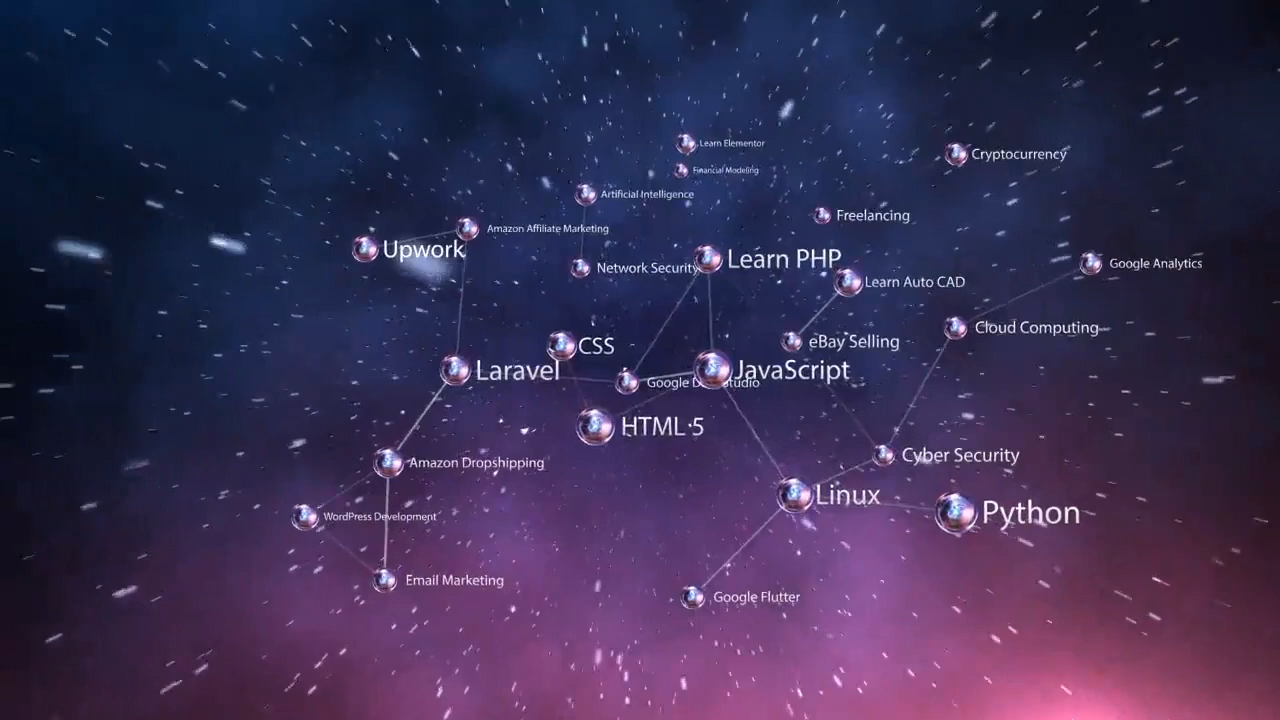 Learn Elementor
Cryptocurrency
Financial Modeling
Artificial Intelligence
Freelancing
Amazon Affiliate Marketing
Upwork
Learn PHP
Google Analytics
Network Security
Learn Auto CAD
Cloud Computing
eBay Selling
CSS
Laravel
JavaScript
Google D studio
HTML 5
Cyber Security
Amazon Dropshipping
Linux
Python
WordPress Development
Email Marketing
Google Flutter